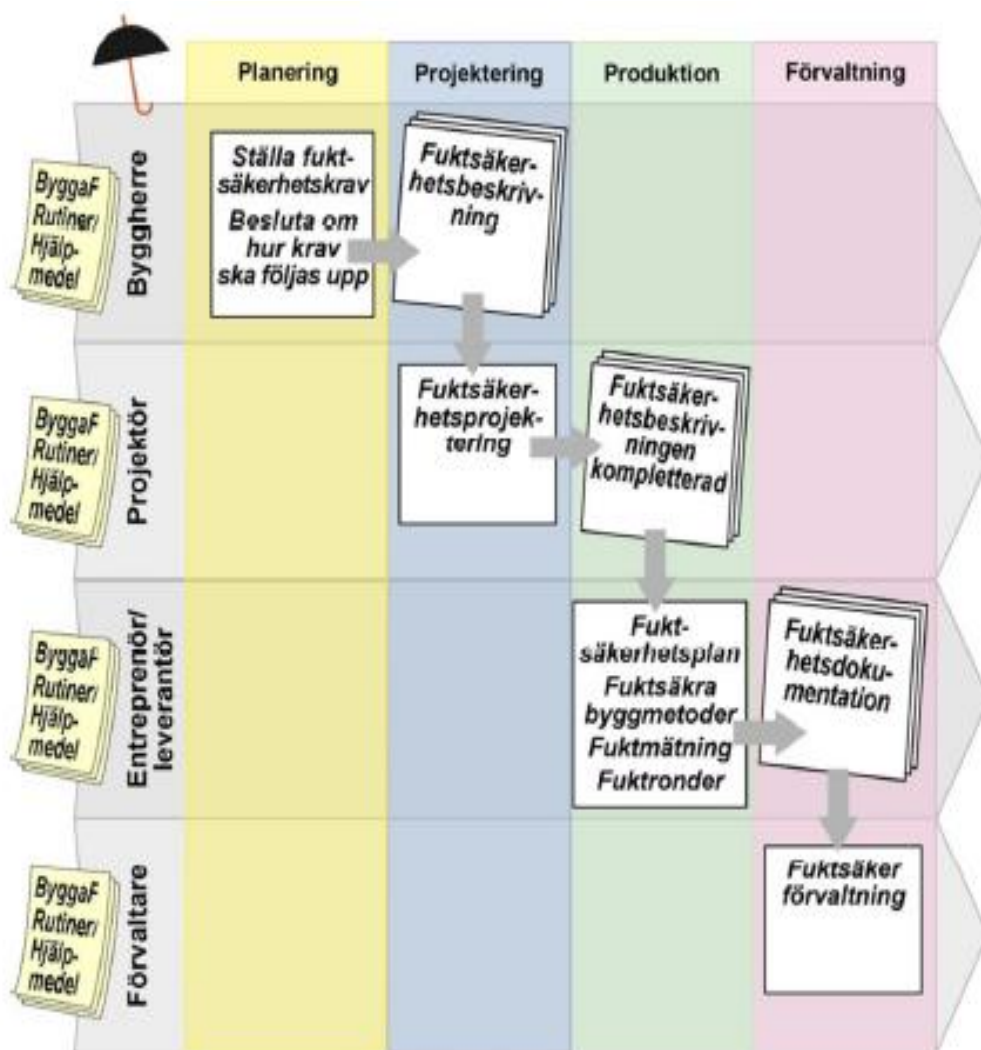 Planering
Projektering
Produktion
Förvaltning
ByggaF
Rutiner/
Hjälp-
medel
Byggherre
Ställa fukt-
säkerhetskrav
Besluta om
hur krav
ska följas upp
Fuktsäker-
hetsbeskriv-
ning
ByggaF
Rutiner/
Hjälp-
medel
Projektör
Fuktsäker-
hetsprojek-
tering
Fuktsäker-
hetsbeskriv-
ningen
kompletterad
ByggaF
Rutiner/
Hjälp-
medel
Entreprenör/
leverantör
Fukt-
säkerhetsplan
Fuktsäkra
byggmetoder
Fuktmätning
Fuktronder
Fuktsäker-
hetsdoku-
mentation
ByggaF
Rutiner/
Hjälp-
medel
Förvaltare
Fuktsäker
förvaltning